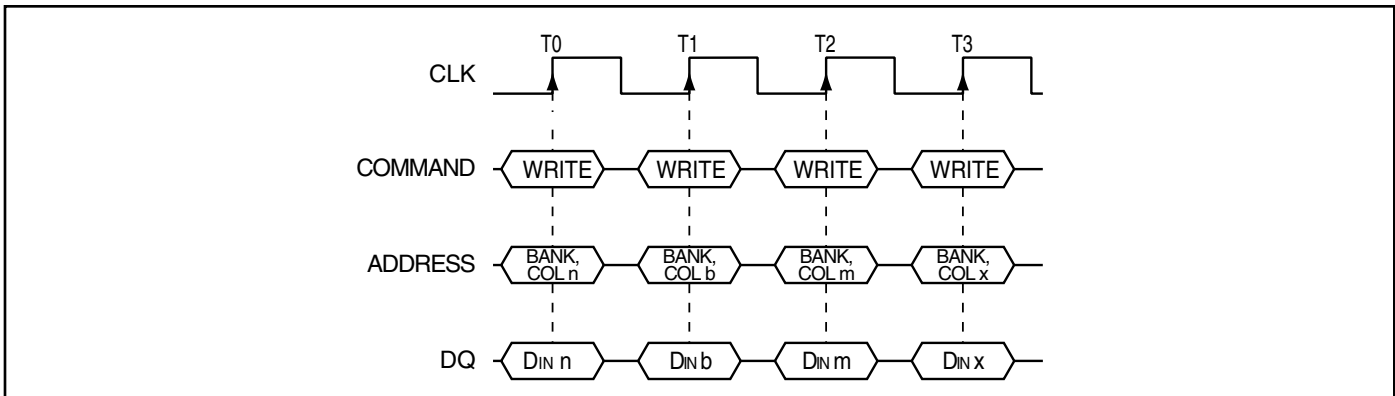 T0 T1 T2 T3
CLK
COMMAND WRITE WRITE WRITE WRITE
ADDRESS BANK, COL n BANK, COL b BANK, COL m BANK, COL x
DQ DIN n DIN b DIN m DIN x